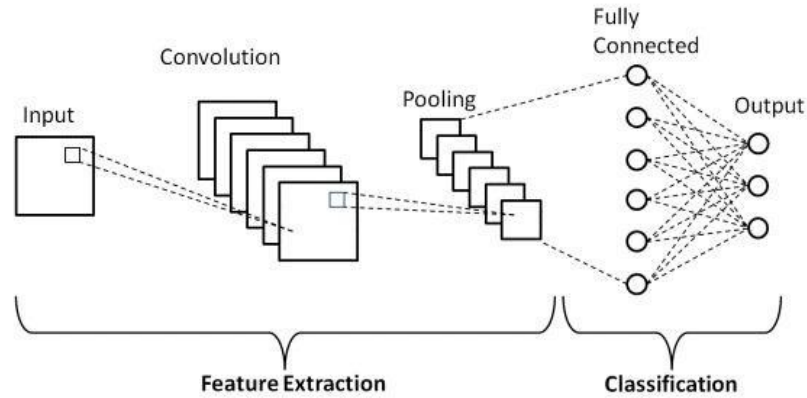 Input
Convolution
Pooling
Fully
Connected
Output
Feature Extraction
Classification